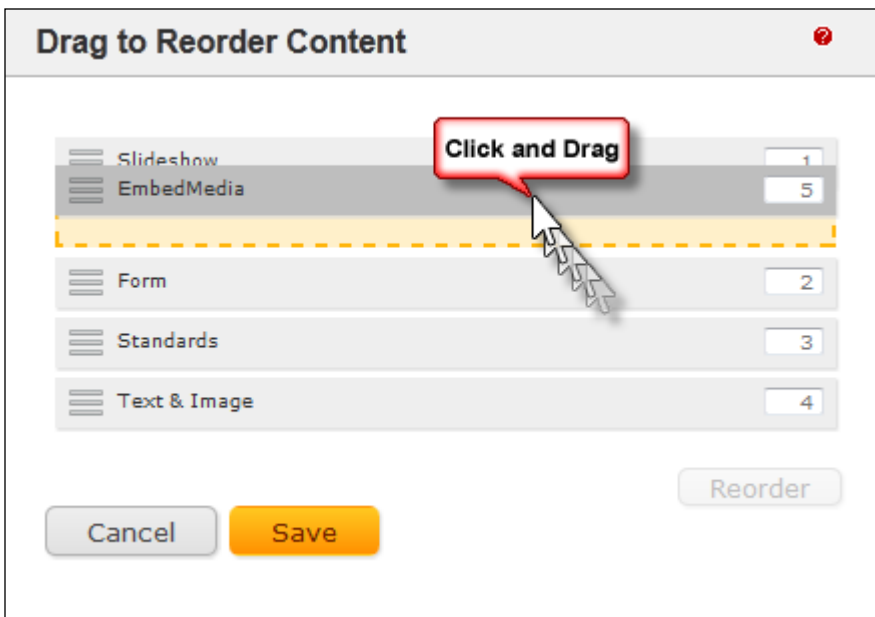 Drag to Reorder Content ?
Click and Drag
Slideshow 1
EmbedMedia 5
Form 2
Standards 3
Text & Image 4
Reorder
Cancel Save